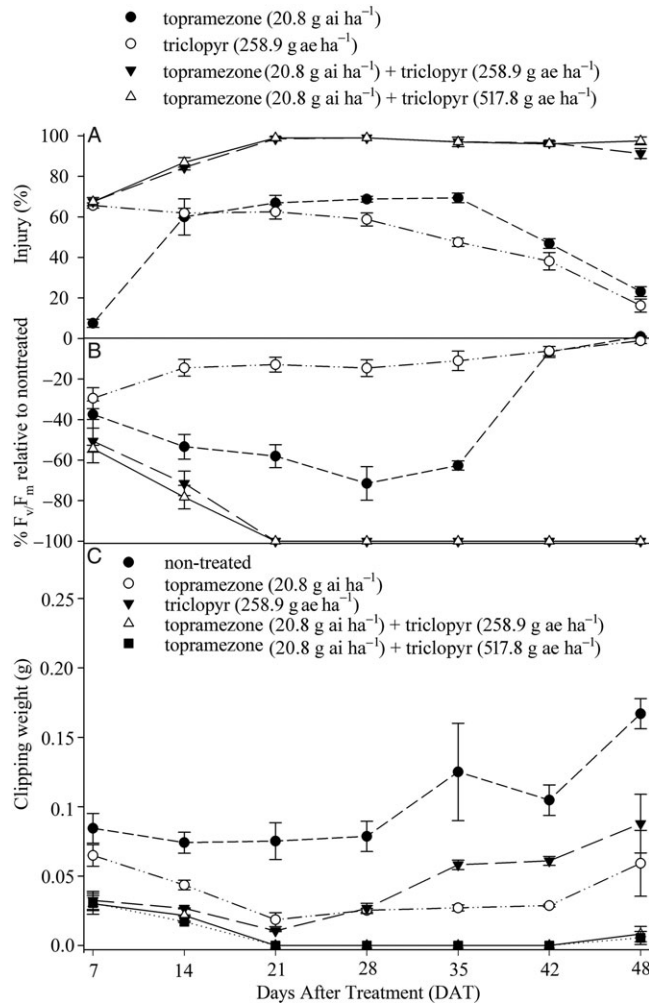 topramezone (20.8 g ai ha⁻¹)
triclopyr (258.9 g ae ha⁻¹)
topramezone (20.8 g ai ha⁻¹) + triclopyr (258.9 g ae ha⁻¹)
topramezone (20.8 g ai ha⁻¹) + triclopyr (517.8 g ae ha⁻¹)
A
100
80
60
40
20
0
Injury (%)
B
−20
−40
−60
−80
−100
% Fv/Fm relative to nontreated
C
non-treated
topramezone (20.8 g ai ha⁻¹)
triclopyr (258.9 g ae ha⁻¹)
topramezone (20.8 g ai ha⁻¹) + triclopyr (258.9 g ae ha⁻¹)
topramezone (20.8 g ai ha⁻¹) + triclopyr (517.8 g ae ha⁻¹)
0.25
0.20
0.15
0.1
0.05
0.0
Clipping weight (g)
7 14 21 28 35 42 48
Days After Treatment (DAT)